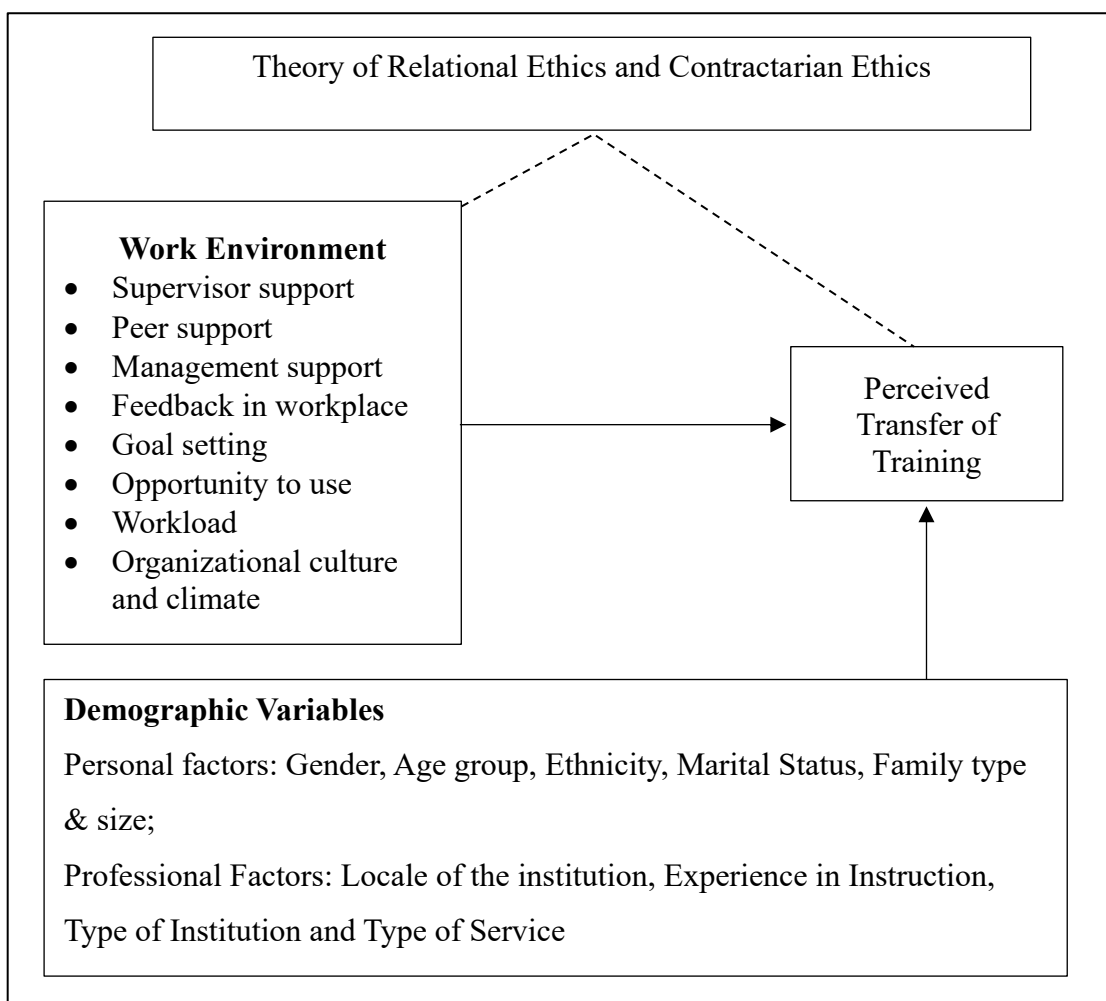 Theory of Relational Ethics and Contractarian Ethics
Work Environment
• Supervisor support
• Peer support
• Management support
• Feedback in workplace
• Goal setting
• Opportunity to use
• Workload
• Organizational culture
and climate
Perceived
Transfer of
Training
Demographic Variables
Personal factors: Gender, Age group, Ethnicity, Marital Status, Family type
& size;
Professional Factors: Locale of the institution, Experience in Instruction,
Type of Institution and Type of Service